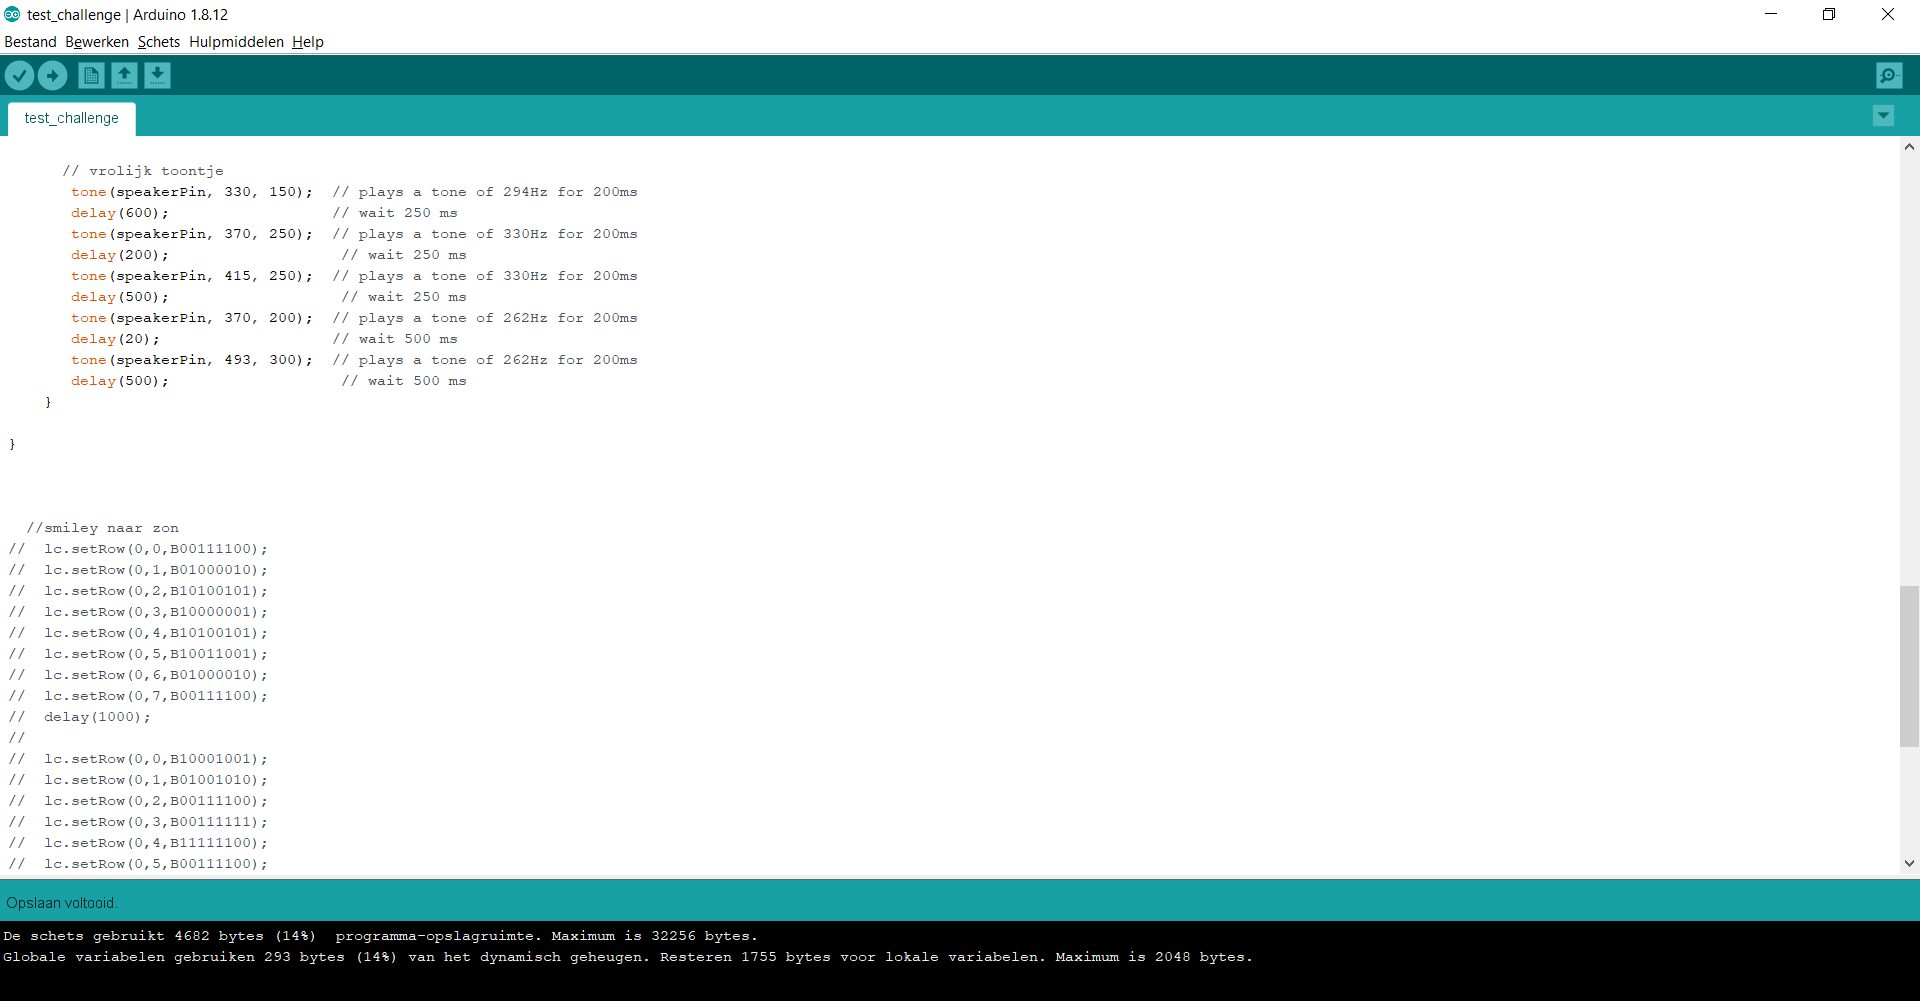 test_challenge | Arduino 1.8.12
Bestand Bewerken Schets Hulpmiddelen Help
test_challenge
// vrolijk toontje
tone(speakerPin, 330, 150);  // plays a tone of 294Hz for 200ms
delay(600);                  // wait 250 ms
tone(speakerPin, 370, 250);  // plays a tone of 330Hz for 200ms
delay(200);                   // wait 250 ms
tone(speakerPin, 415, 250);  // plays a tone of 330Hz for 200ms
delay(500);                   // wait 250 ms
tone(speakerPin, 370, 200);  // plays a tone of 262Hz for 200ms
delay(20);                   // wait 500 ms
tone(speakerPin, 493, 300);  // plays a tone of 262Hz for 200ms
delay(500);                   // wait 500 ms
}
}
//smiley naar zon
//  lc.setRow(0,0,B00111100);
//  lc.setRow(0,1,B01000010);
//  lc.setRow(0,2,B10100101);
//  lc.setRow(0,3,B10000001);
//  lc.setRow(0,4,B10100101);
//  lc.setRow(0,5,B10011001);
//  lc.setRow(0,6,B01000010);
//  lc.setRow(0,7,B00111100);
//  delay(1000);
//
//  lc.setRow(0,0,B10001001);
//  lc.setRow(0,1,B01001010);
//  lc.setRow(0,2,B00111100);
//  lc.setRow(0,3,B00111111);
//  lc.setRow(0,4,B11111100);
//  lc.setRow(0,5,B00111100);
Opslaan voltooid.
De schets gebruikt 4682 bytes (14%)  programma-opslagruimte. Maximum is 32256 bytes.
Globale variabelen gebruiken 293 bytes (14%) van het dynamisch geheugen. Resteren 1755 bytes voor lokale variabelen. Maximum is 2048 bytes.